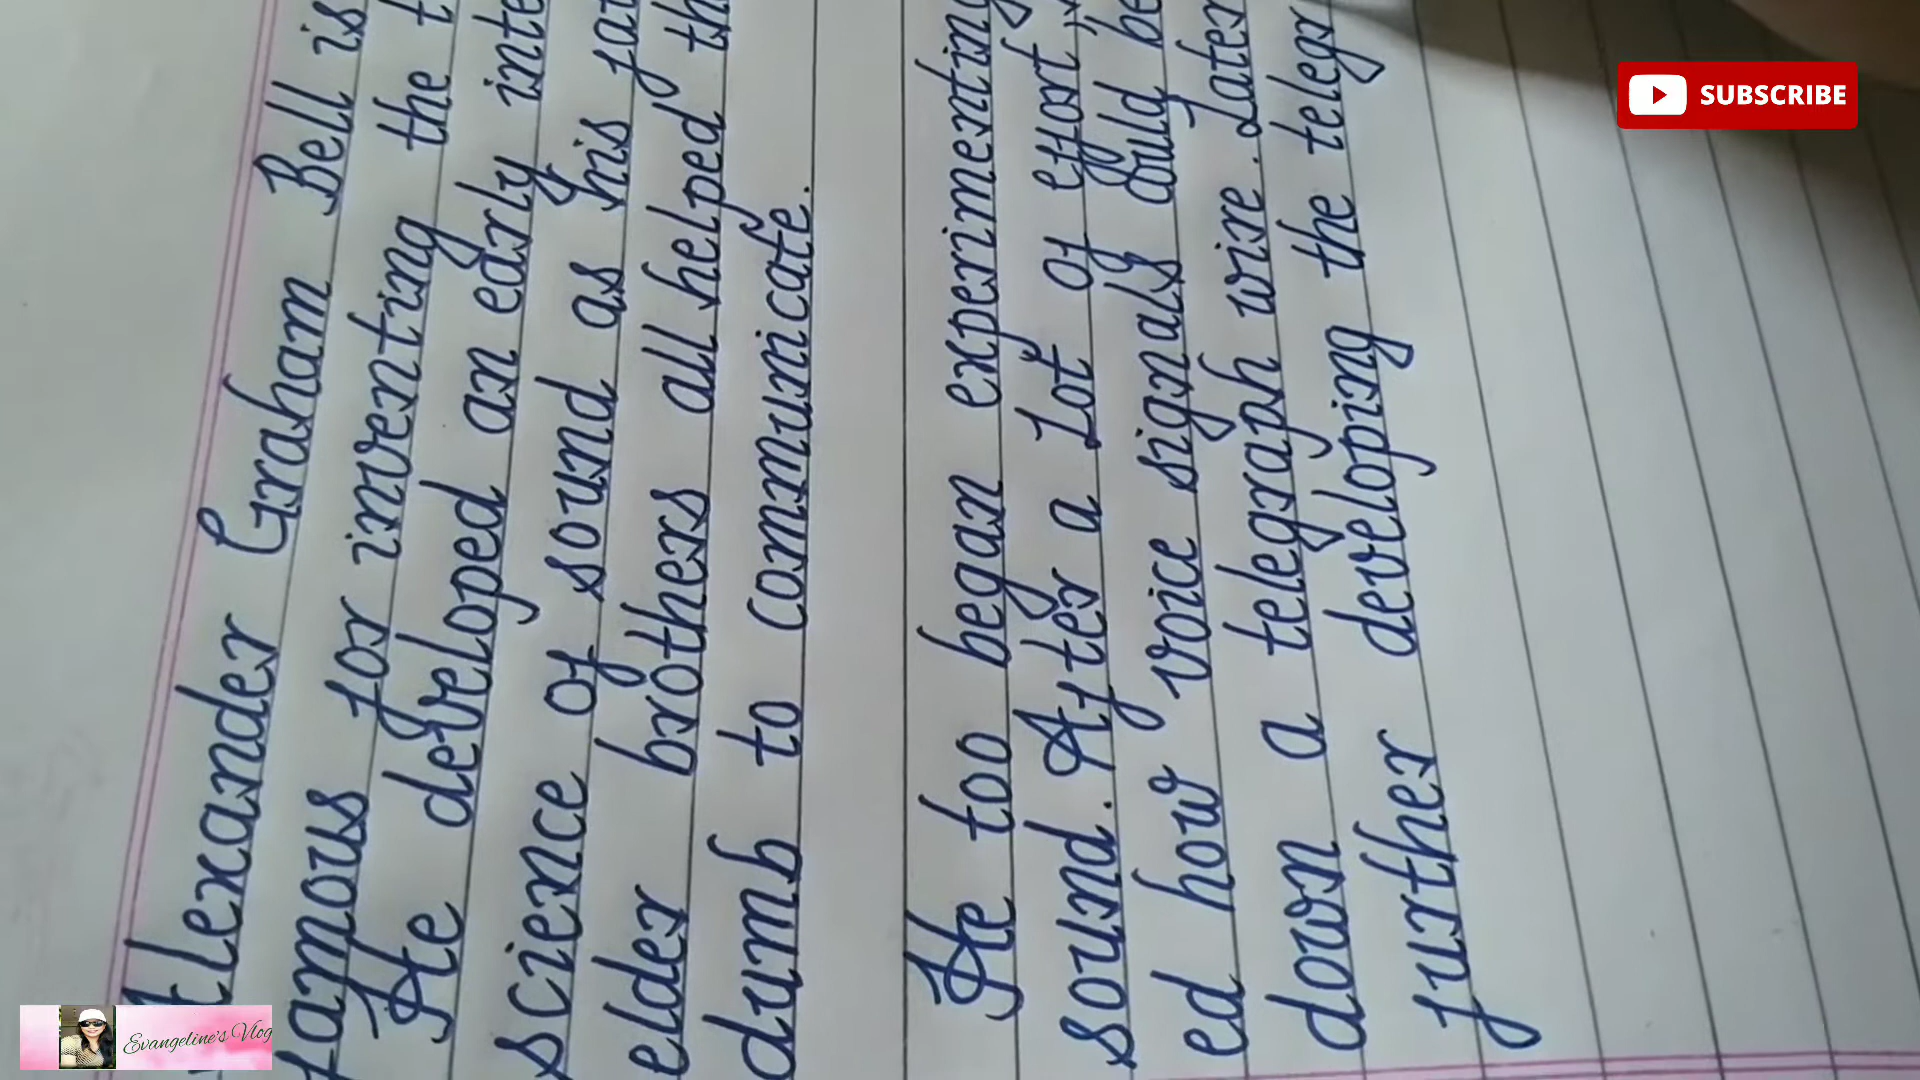 Alexander Graham Bell is
famous for inventing the t
He developed an early inte
science of sound as his fat
elder brothers all helped th
dumb to communicate.
He too began experimenting
sound. After a Lot of effort
ed how voice signals could be
down a telegraph wire. Later
further developing the telegr
SUBSCRIBE
Evangeline's Vlog